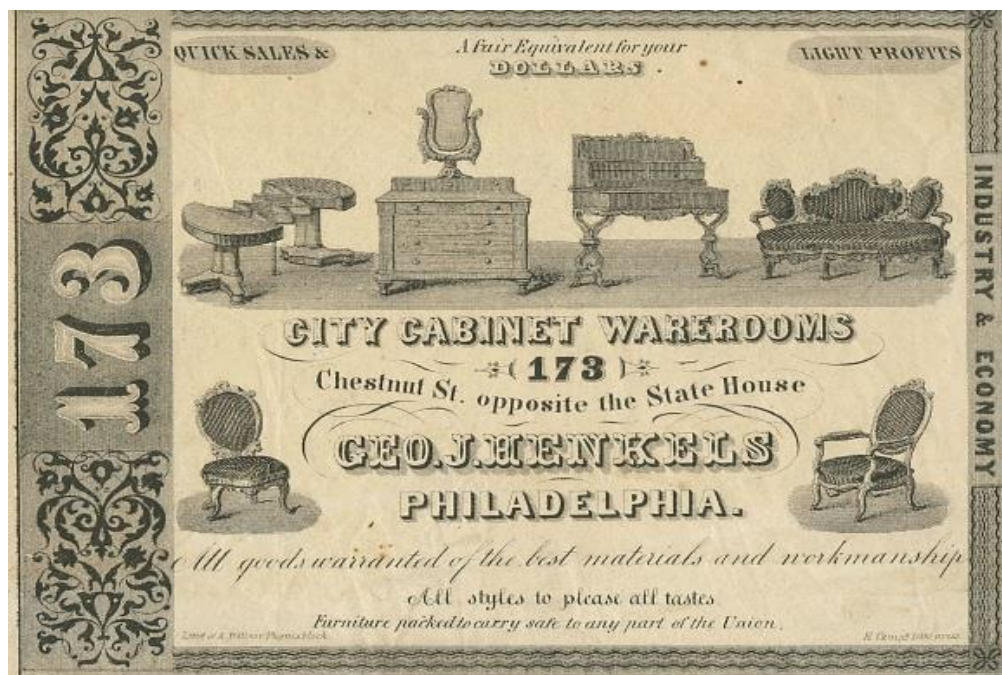 QUICK SALES &
A fair Equivalent for your
DOLLARS
LIGHT PROFITS
173
INDUSTRY & ECONOMY
CITY CABINET WAREROOMS
173
Chestnut St. opposite the State House
GEO. J. HENKELS
PHILADELPHIA.
All goods warranted of the best materials and workmanship
All styles to please all tastes
Furniture packed to carry safe to any part of the Union.